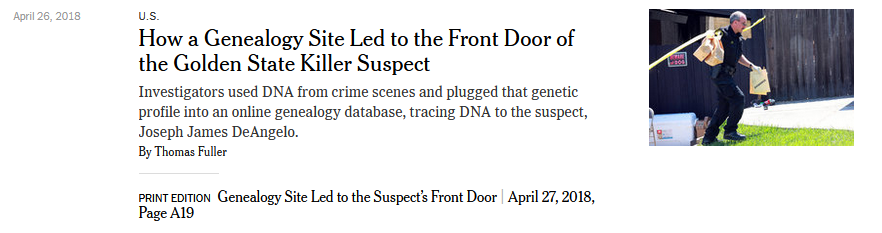 April 26, 2018
U.S.
How a Genealogy Site Led to the Front Door of
the Golden State Killer Suspect
Investigators used DNA from crime scenes and plugged that genetic
profile into an online genealogy database, tracing DNA to the suspect,
Joseph James DeAngelo.
By Thomas Fuller
PRINT EDITION Genealogy Site Led to the Suspect's Front Door | April 27, 2018,
Page A19